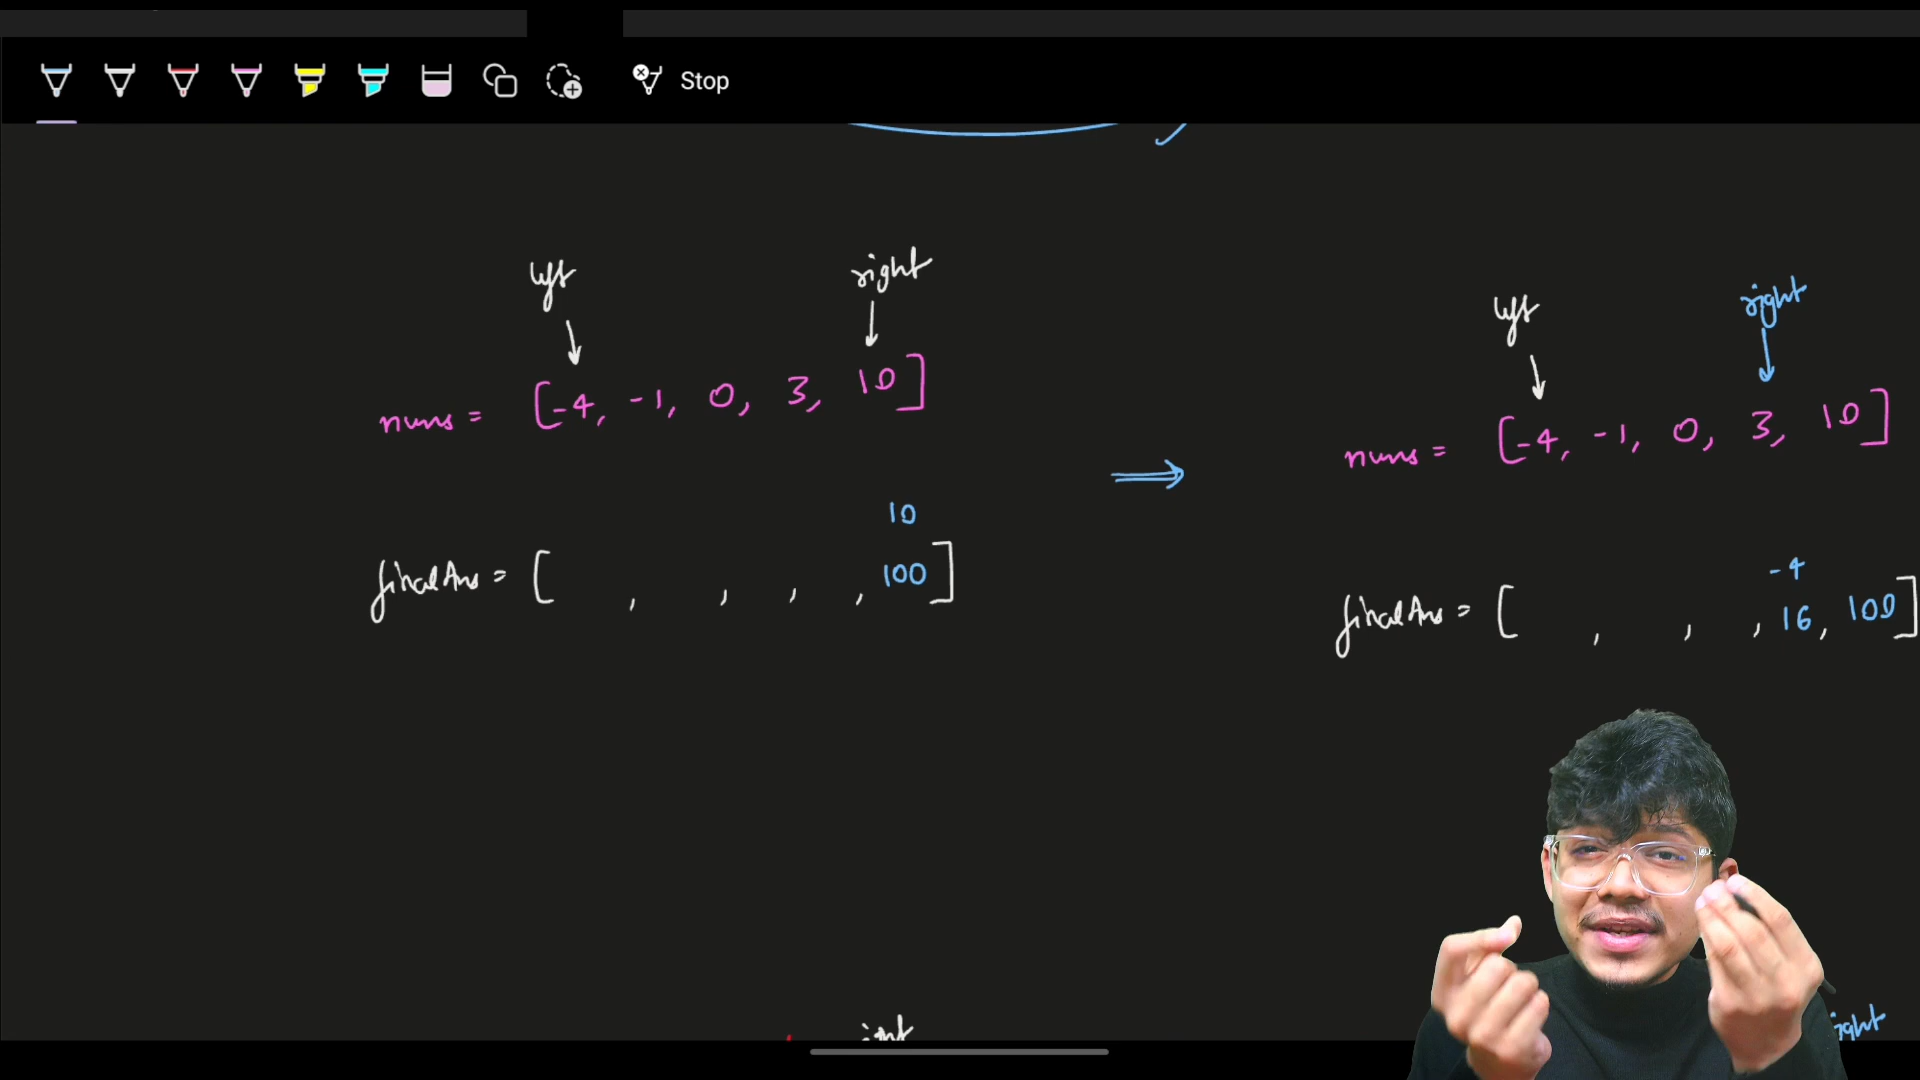 Stop
left
right
nums = [-4, -1, 0, 3, 10]
10
finalAns = [ , , , , 100]
left
right
nums = [-4, -1, 0, 3, 10]
-4
finalAns = [ , , , 16, 100]
right